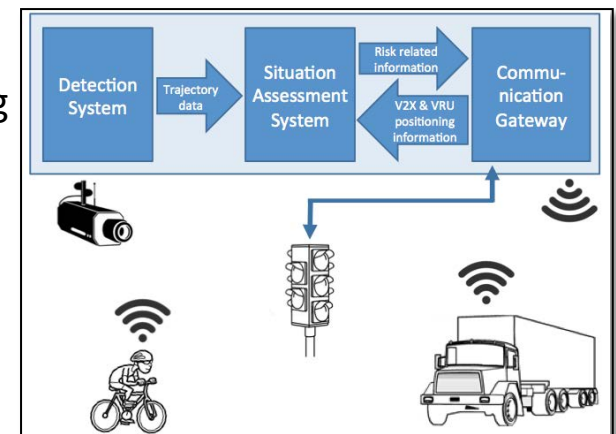 g
Detection
System
Trajectory
data
Situation
Assessment
System
Risk related
information
V2X & VRU
positioning
information
Commu-
nication
Gateway